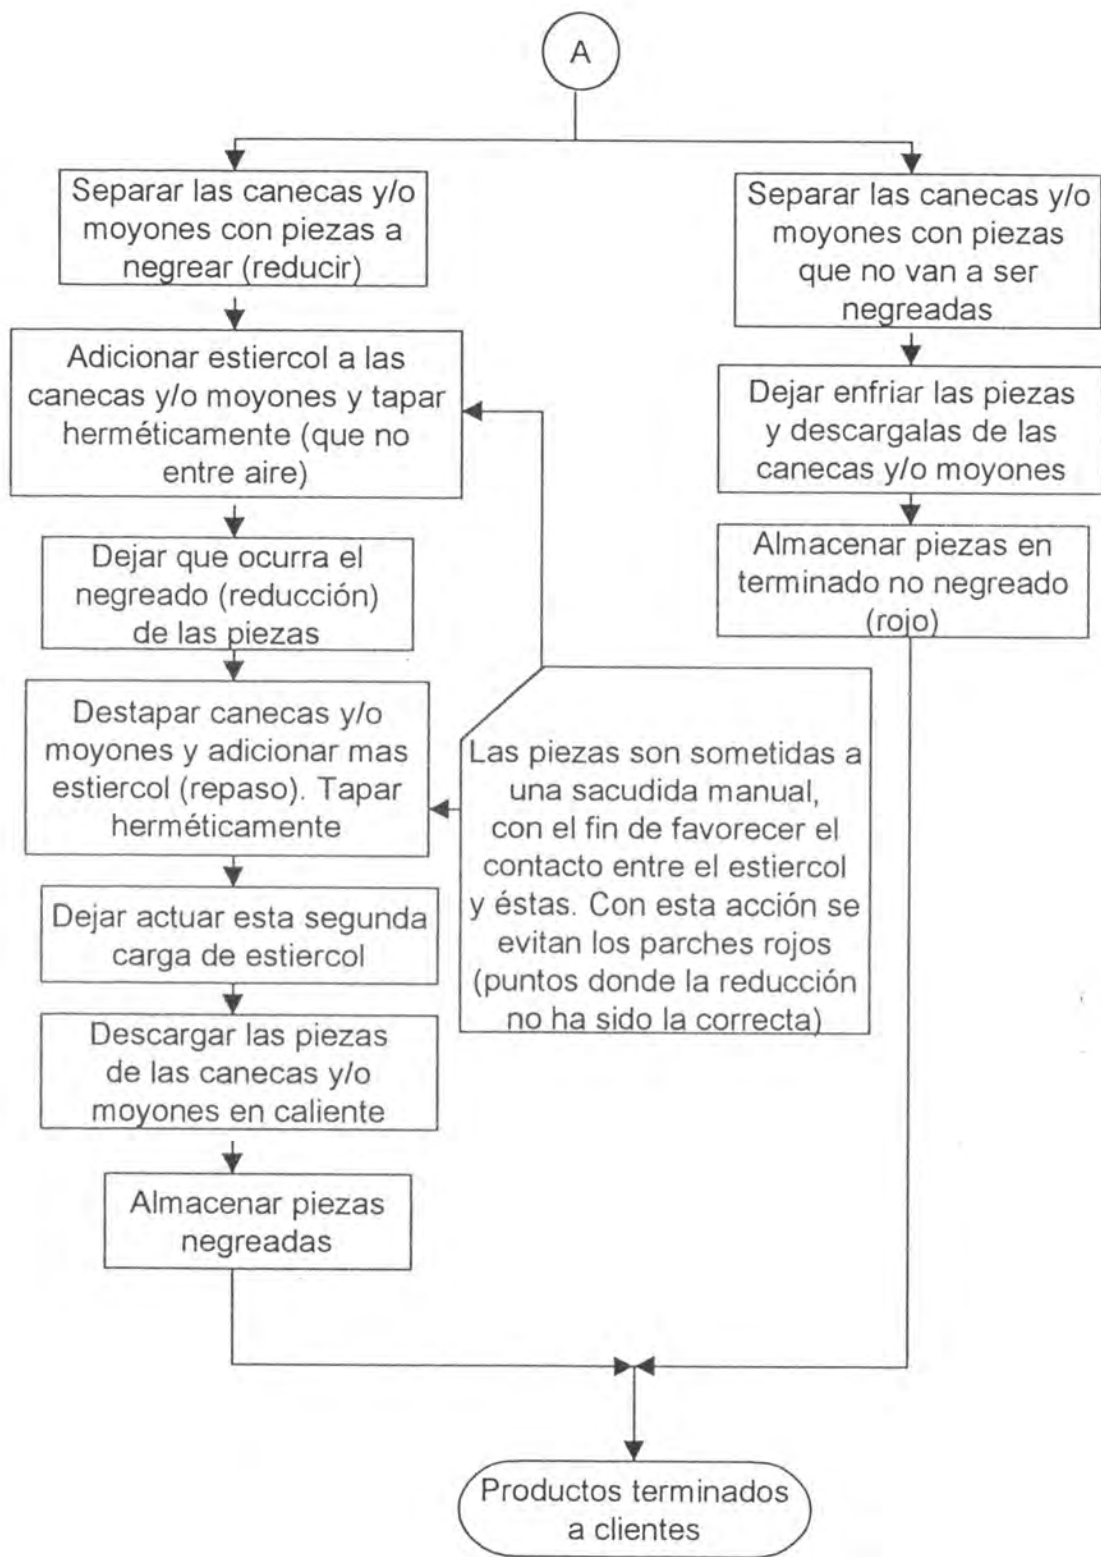 A
Separar las canecas y/o
moyones con piezas a
negrear (reducir)
Adicionar estiercol a las
canecas y/o moyones y tapar
herméticamente (que no
entre aire)
Dejar que ocurra el
negreado (reducción)
de las piezas
Destapar canecas y/o
moyones y adicionar mas
estiercol (repaso). Tapar
herméticamente
Dejar actuar esta segunda
carga de estiercol
Descargar las piezas
de las canecas y/o
moyones en caliente
Almacenar piezas
negreadas
Las piezas son sometidas a
una sacudida manual,
con el fin de favorecer el
contacto entre el estiercol
y éstas. Con esta acción se
evitan los parches rojos
(puntos donde la reducción
no ha sido la correcta)
Separar las canecas y/o
moyones con piezas
que no van a ser
negreadas
Dejar enfriar las piezas
y descargalas de las
canecas y/o moyones
Almacenar piezas en
terminado no negreado
(rojo)
Productos terminados
a clientes